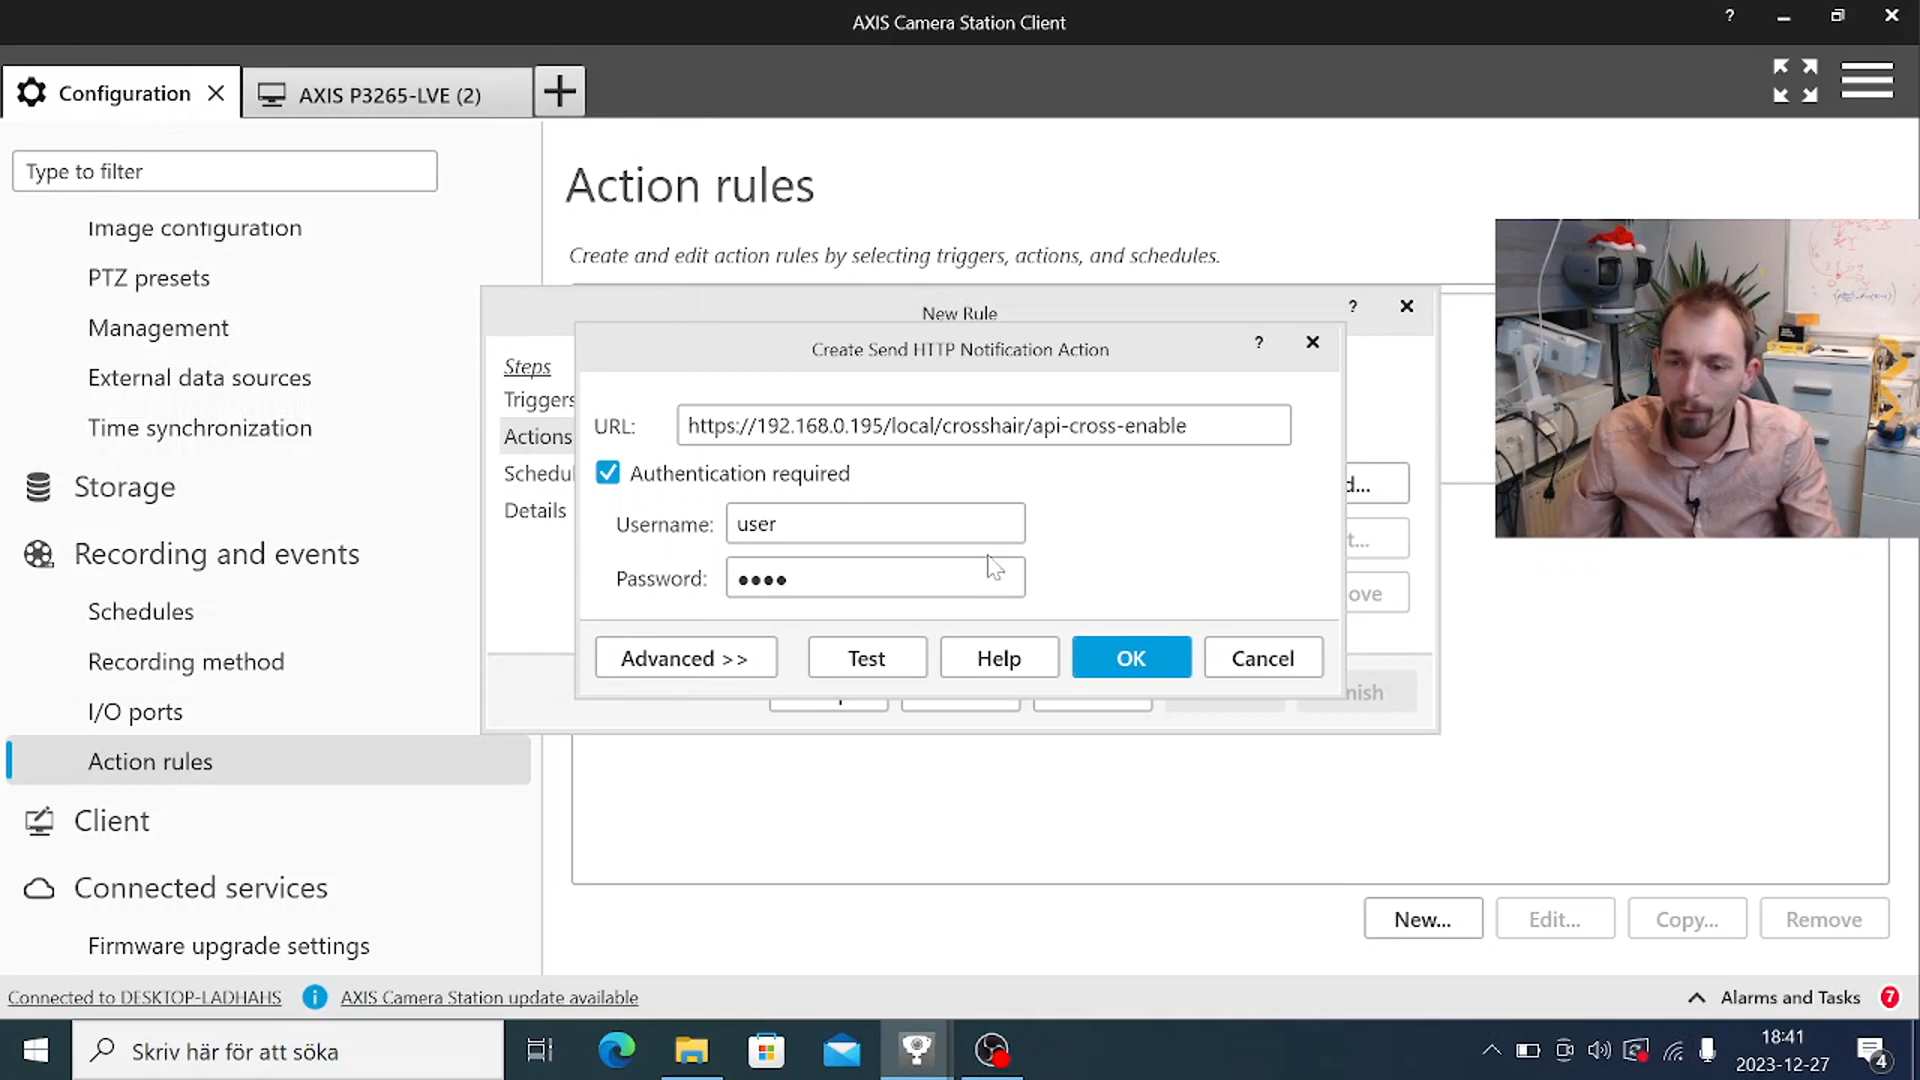 AXIS Camera Station Client
?
Configuration
AXIS P3265-LVE (2)
Type to filter
Image configuration
PTZ presets
Management
External data sources
Time synchronization
Storage
Recording and events
Schedules
Recording method
I/O ports
Action rules
Client
Connected services
Firmware upgrade settings
Action rules
Create and edit action rules by selecting triggers, actions, and schedules.
New Rule
?
Steps
Triggers
Actions
Schedul
Details
Create Send HTTP Notification Action
?
URL:
https://192.168.0.195/local/crosshair/api-cross-enable
Authentication required
Username:
user
Password:
••••
Advanced >>
Test
Help
OK
Cancel
d...
t...
ove
nish
New...
Edit...
Copy...
Remove
Connected to DESKTOP-LADHAHS
AXIS Camera Station update available
Alarms and Tasks
7
Skriv här för att söka
18:41
2023-12-27
4